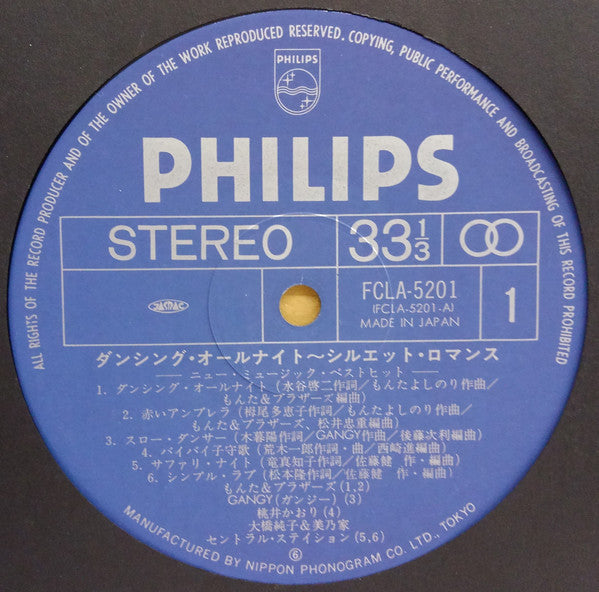 ALL RIGHTS OF THE RECORD PRODUCER AND OF THE OWNER OF THE WORK REPRODUCED RESERVED. COPYING, PUBLIC PERFORMANCE AND BROADCASTING OF THIS RECORD PROHIBITED
PHILIPS
PHILIPS
STEREO
33 1/3
JASRAC
FCLA-5201
(FCLA-5201-A)
MADE IN JAPAN
1
ダンシング・オールナイト〜シルエット・ロマンス
── ニュー・ミュージック・ベストヒット ──
1. ダンシング・オールナイト (水谷啓二作詞/もんたよしのり作曲/
もんた&ブラザーズ編曲)
2. 赤いアンブレラ (栂尾多恵子作詞/もんたよしのり作曲/
もんた&ブラザーズ、松井忠重編曲)
3. スロー・ダンサー (木暮陽作詞/GANGY作曲/後藤次利編曲)
4. バイバイ子守歌 (荒木一郎作詞・曲/西崎進編曲)
5. サファリ・ナイト (竜真知子作詞/佐藤健 作・編曲)
6. シンプル・ラブ (松本隆作詞/佐藤健 作・編曲)
もんた&ブラザーズ (1,2)
GANGY(ガンジー) (3)
桃井かおり (4)
大橋純子&美乃家
セントラル・ステイション (5,6)
⑥
MANUFACTURED BY NIPPON PHONOGRAM CO. LTD., TOKYO